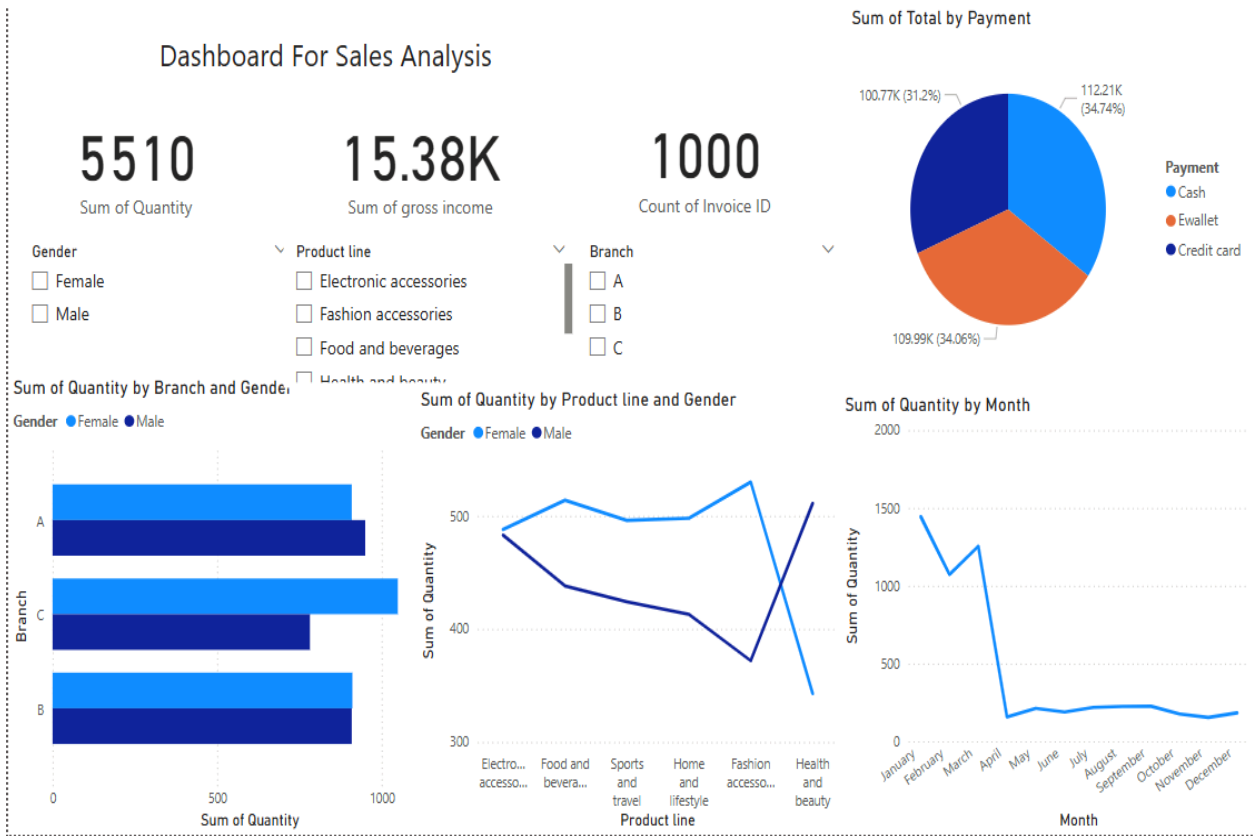 Dashboard For Sales Analysis
5510
Sum of Quantity
15.38K
Sum of gross income
1000
Count of Invoice ID
Gender
Female
Male
Product line
Electronic accessories
Fashion accessories
Food and beverages
Health and beauty
Branch
A
B
C
Sum of Total by Payment
100.77K (31.2%)
112.21K
(34.74%)
109.99K (34.06%)
Payment
Cash
Ewallet
Credit card
Sum of Quantity by Branch and Gender
Gender Female Male
Branch
A
C
B
0 500 1000
Sum of Quantity
Sum of Quantity by Product line and Gender
Gender Female Male
Sum of Quantity
500
400
300
Electro...
accesso...
Food and
bevera...
Sports
and
travel
Home
and
lifestyle
Fashion
accesso...
Health
and
beauty
Product line
Sum of Quantity by Month
Sum of Quantity
2000
1500
1000
500
0
January
February
March
April
May
June
July
August
September
October
November
December
Month